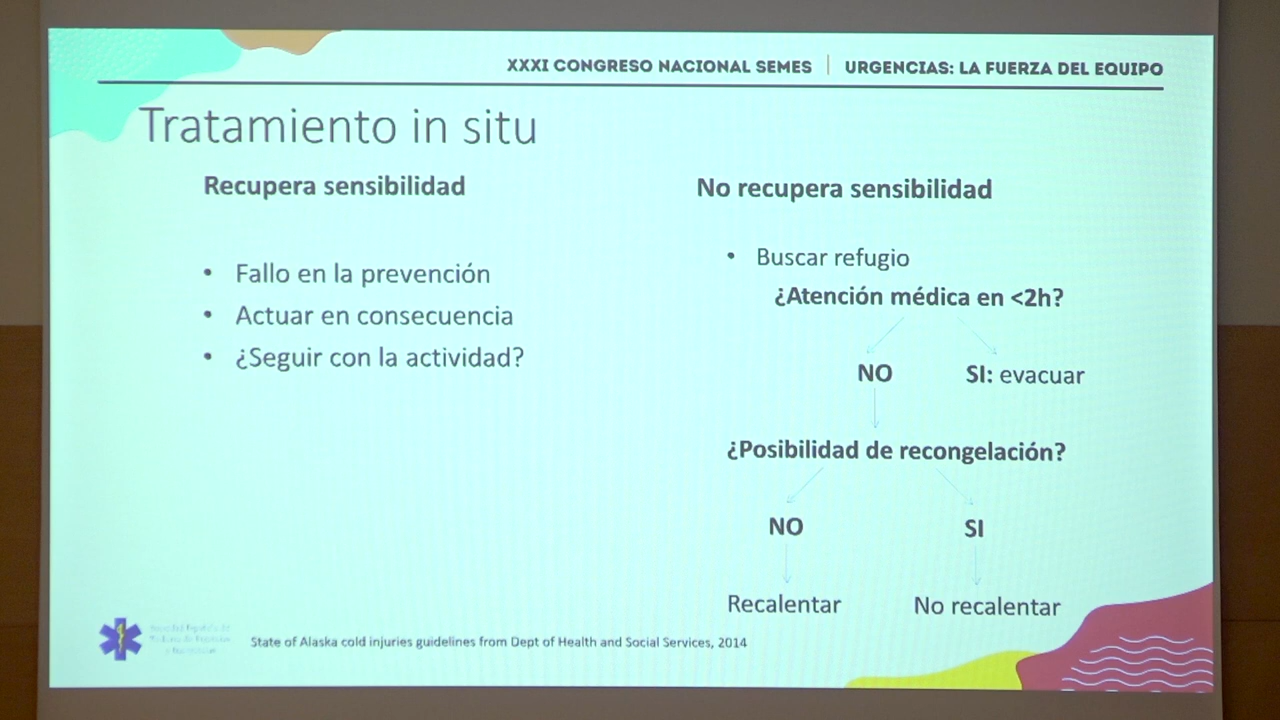 XXXI CONGRESO NACIONAL SEMES | URGENCIAS: LA FUERZA DEL EQUIPO
Tratamiento in situ
Recupera sensibilidad
• Fallo en la prevención
• Actuar en consecuencia
• ¿Seguir con la actividad?
No recupera sensibilidad
• Buscar refugio
¿Atención médica en <2h?
NO
SI: evacuar
¿Posibilidad de recongelación?
NO
SI
Recalentar
No recalentar
State of Alaska cold injuries guidelines from Dept of Health and Social Services, 2014